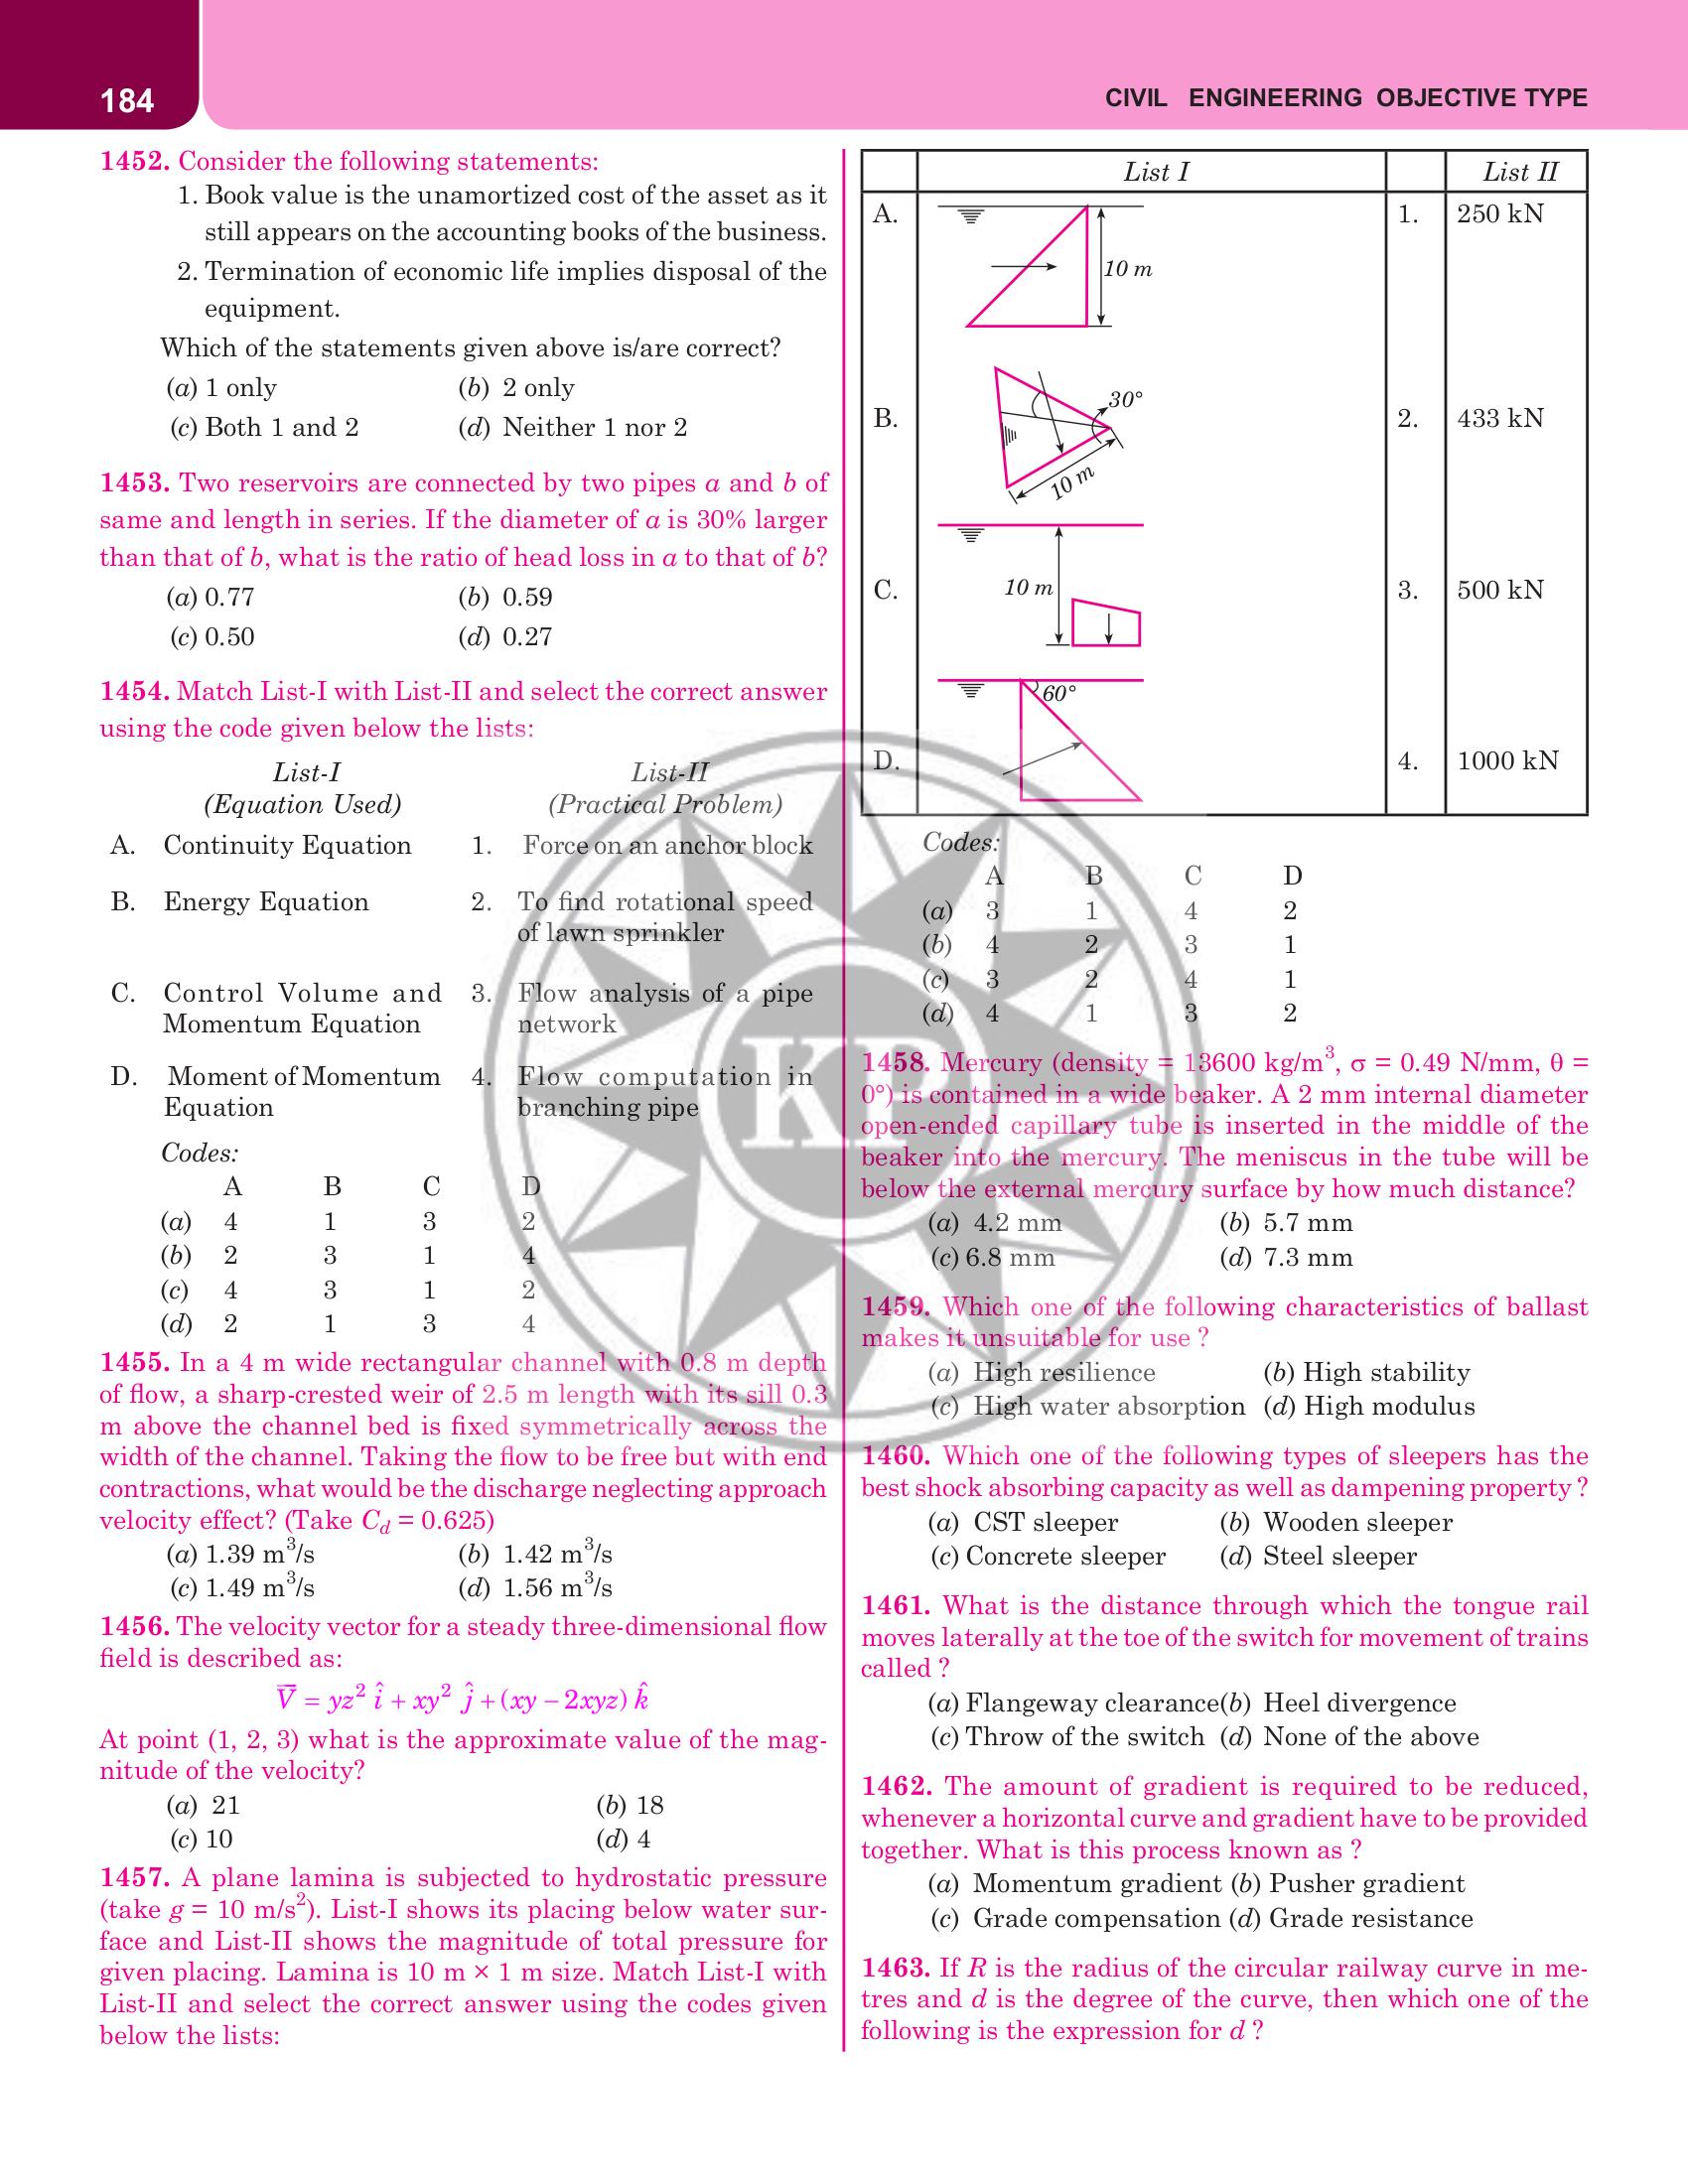 184
CIVIL ENGINEERING OBJECTIVE TYPE
1452. Consider the following statements:
1. Book value is the unamortized cost of the asset as it
still appears on the accounting books of the business.
2. Termination of economic life implies disposal of the
equipment.
Which of the statements given above is/are correct?
(a) 1 only (b) 2 only
(c) Both 1 and 2 (d) Neither 1 nor 2
1453. Two reservoirs are connected by two pipes a and b of
same and length in series. If the diameter of a is 30% larger
than that of b, what is the ratio of head loss in a to that of b?
(a) 0.77 (b) 0.59
(c) 0.50 (d) 0.27
1454. Match List-I with List-II and select the correct answer
using the code given below the lists:
List-I List-II
(Equation Used) (Practical Problem)
A. Continuity Equation 1. Force on an anchor block
B. Energy Equation 2. To find rotational speed
of lawn sprinkler
C. Control Volume and 3. Flow analysis of a pipe
Momentum Equation network
D. Moment of Momentum 4. Flow computation in
Equation branching pipe
Codes:
A B C D
(a) 4 1 3 2
(b) 2 3 1 4
(c) 4 3 1 2
(d) 2 1 3 4
1455. In a 4 m wide rectangular channel with 0.8 m depth
of flow, a sharp-crested weir of 2.5 m length with its sill 0.3
m above the channel bed is fixed symmetrically across the
width of the channel. Taking the flow to be free but with end
contractions, what would be the discharge neglecting approach
velocity effect? (Take C_d = 0.625)
(a) 1.39 m³/s (b) 1.42 m³/s
(c) 1.49 m³/s (d) 1.56 m³/s
1456. The velocity vector for a steady three-dimensional flow
field is described as:
V̅ = yz² î + xy² ĵ + (xy − 2xyz) k̂
At point (1, 2, 3) what is the approximate value of the mag-
nitude of the velocity?
(a) 21 (b) 18
(c) 10 (d) 4
1457. A plane lamina is subjected to hydrostatic pressure
(take g = 10 m/s²). List-I shows its placing below water sur-
face and List-II shows the magnitude of total pressure for
given placing. Lamina is 10 m × 1 m size. Match List-I with
List-II and select the correct answer using the codes given
below the lists:
List I List II
A. 10 m 1. 250 kN
B. 30° 10 m 2. 433 kN
C. 10 m 3. 500 kN
D. 60° 4. 1000 kN
Codes:
A B C D
(a) 3 1 4 2
(b) 4 2 3 1
(c) 3 2 4 1
(d) 4 1 3 2
1458. Mercury (density = 13600 kg/m³, σ = 0.49 N/mm, θ =
0°) is contained in a wide beaker. A 2 mm internal diameter
open-ended capillary tube is inserted in the middle of the
beaker into the mercury. The meniscus in the tube will be
below the external mercury surface by how much distance?
(a) 4.2 mm (b) 5.7 mm
(c) 6.8 mm (d) 7.3 mm
1459. Which one of the following characteristics of ballast
makes it unsuitable for use ?
(a) High resilience (b) High stability
(c) High water absorption (d) High modulus
1460. Which one of the following types of sleepers has the
best shock absorbing capacity as well as dampening property ?
(a) CST sleeper (b) Wooden sleeper
(c) Concrete sleeper (d) Steel sleeper
1461. What is the distance through which the tongue rail
moves laterally at the toe of the switch for movement of trains
called ?
(a) Flangeway clearance(b) Heel divergence
(c) Throw of the switch (d) None of the above
1462. The amount of gradient is required to be reduced,
whenever a horizontal curve and gradient have to be provided
together. What is this process known as ?
(a) Momentum gradient (b) Pusher gradient
(c) Grade compensation (d) Grade resistance
1463. If R is the radius of the circular railway curve in me-
tres and d is the degree of the curve, then which one of the
following is the expression for d ?
KP